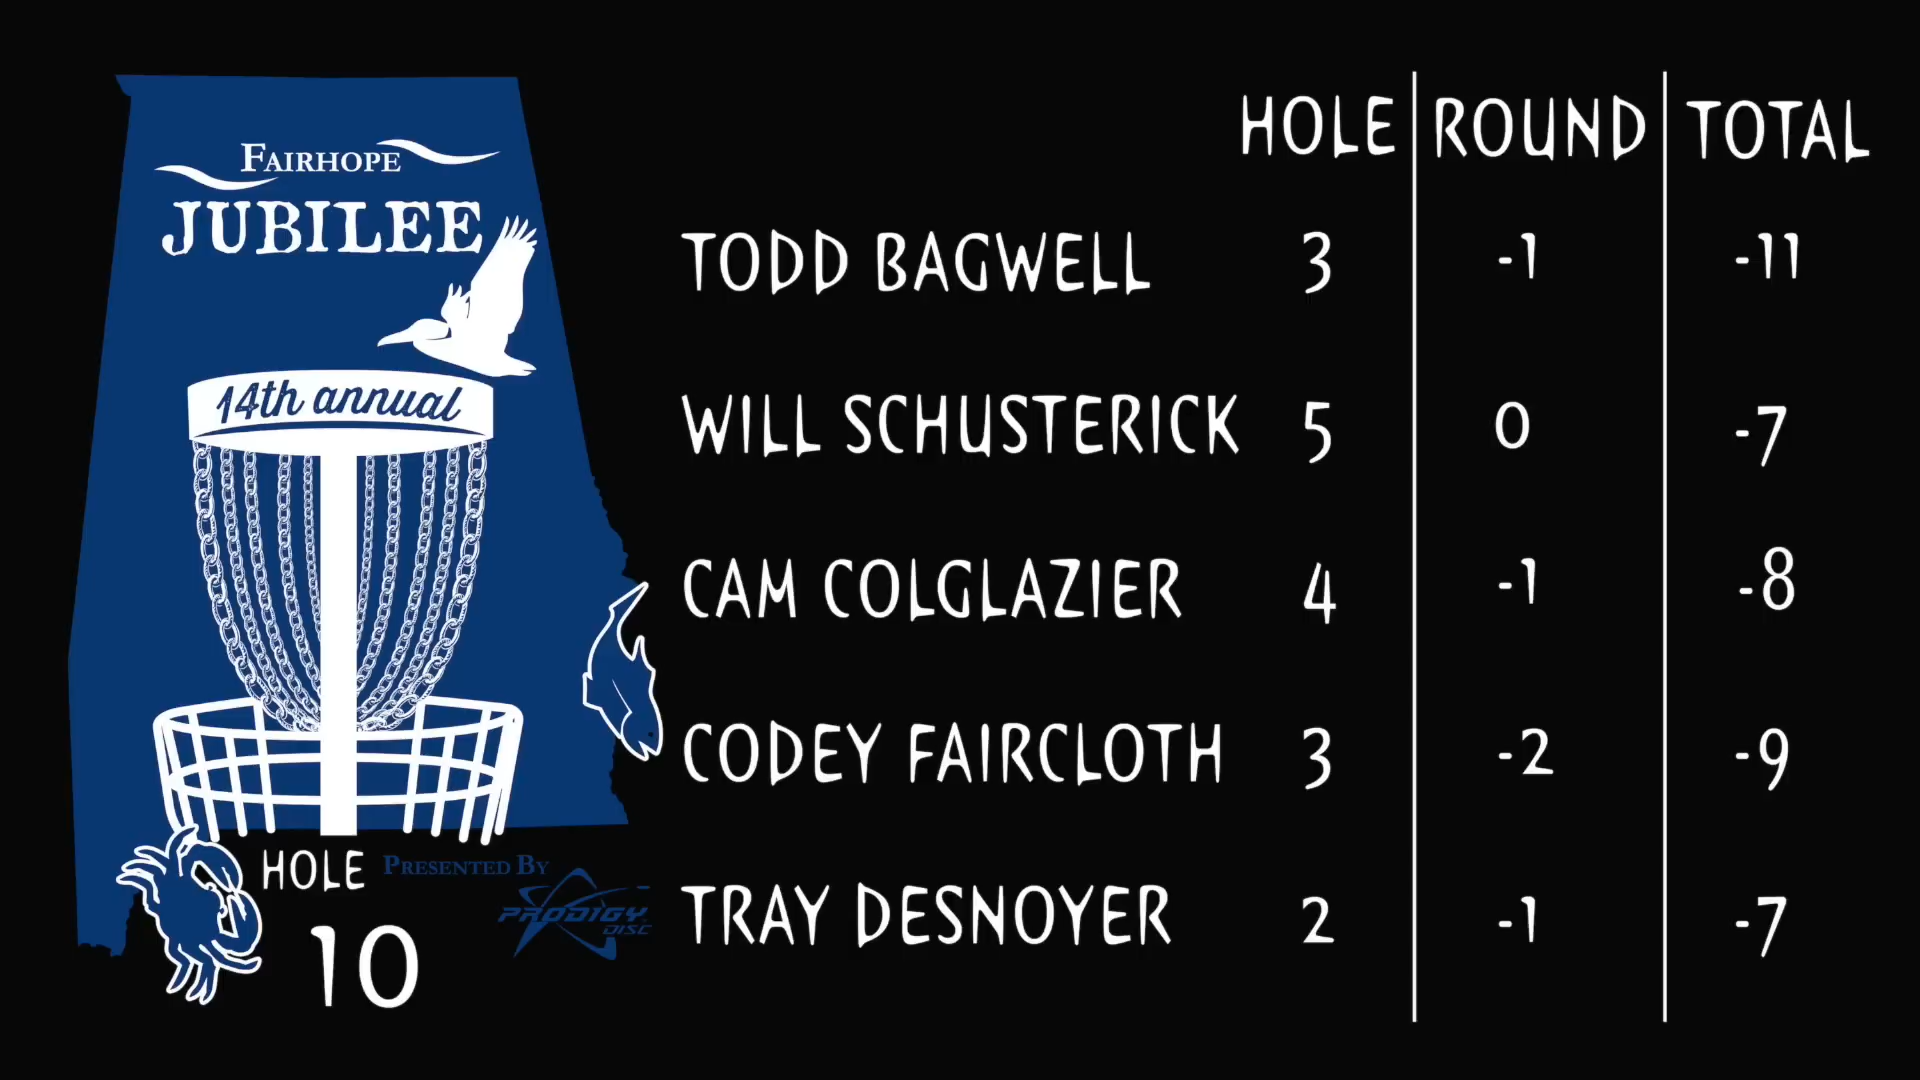 FAIRHOPE
JUBILEE
14th annual
HOLE
10
PRESENTED BY
PRODIGY
DISC
HOLE ROUND TOTAL
TODD BAGWELL 3 -1 -11
WILL SCHUSTERICK 5 0 -7
CAM COLGLAZIER 4 -1 -8
CODEY FAIRCLOTH 3 -2 -9
TRAY DESNOYER 2 -1 -7